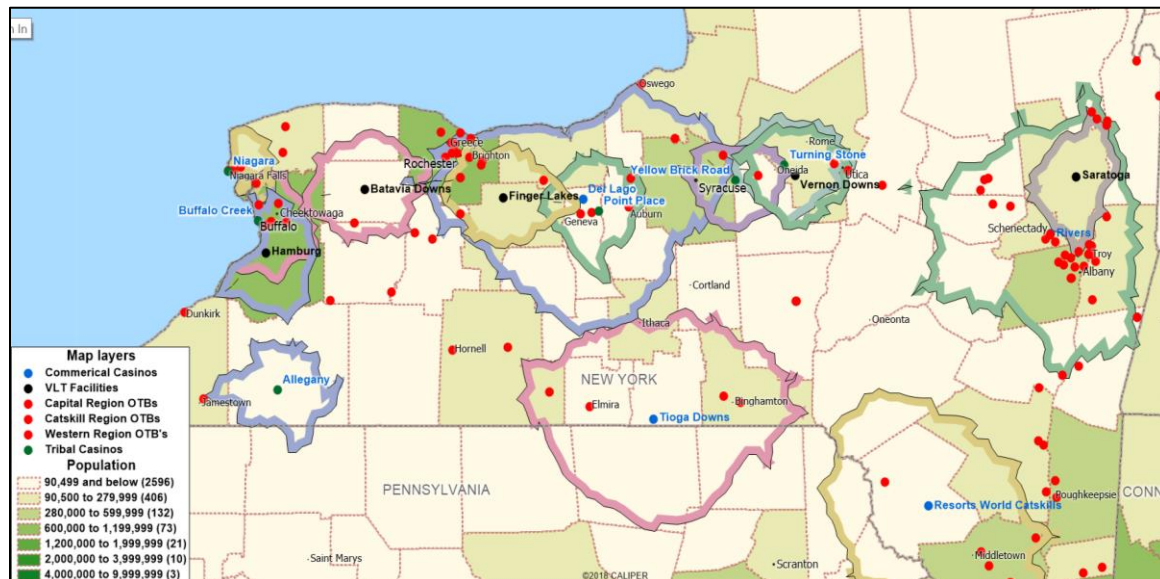 n In
Oswego
Niagara
Niagara Falls
Greece
Rochester
Brighton
Batavia Downs
Finger Lakes
Yellow Brick Road
Syracuse
Rome
Turning Stone
Oneida
Utica
Vernon Downs
Del Lago
Point Place
Geneva
Auburn
Saratoga
Buffalo Creek
Cheektowaga
Buffalo
Hamburg
Schenectady
Rivers
Troy
Albany
Cortland
Dunkirk
Ithaca
Oneonta
Hornell
Allegany
Jamestown
NEW YORK
Elmira
Binghamton
Tioga Downs
PENNSYLVANIA
Resorts World Catskills
Poughkeepsie
CONN
Middletown
Saint Marys
Scranton
©2018 CALIPER
Map layers
Commerical Casinos
VLT Facilities
Capital Region OTBs
Catskill Region OTBs
Western Region OTB's
Tribal Casinos
Population
90,499 and below (2596)
90,500 to 279,999 (406)
280,000 to 599,999 (132)
600,000 to 1,199,999 (73)
1,200,000 to 1,999,999 (21)
2,000,000 to 3,999,999 (10)
4,000,000 to 9,999,999 (3)